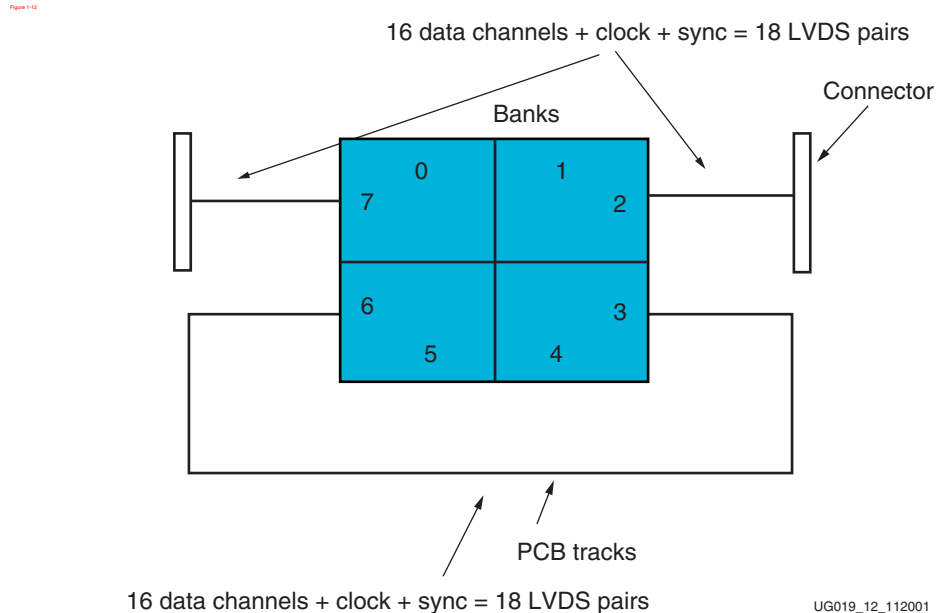 Figure 1-12
16 data channels + clock + sync = 18 LVDS pairs
Connector
Banks
0
1
7
2
6
3
5
4
PCB tracks
16 data channels + clock + sync = 18 LVDS pairs
UG019_12_112001